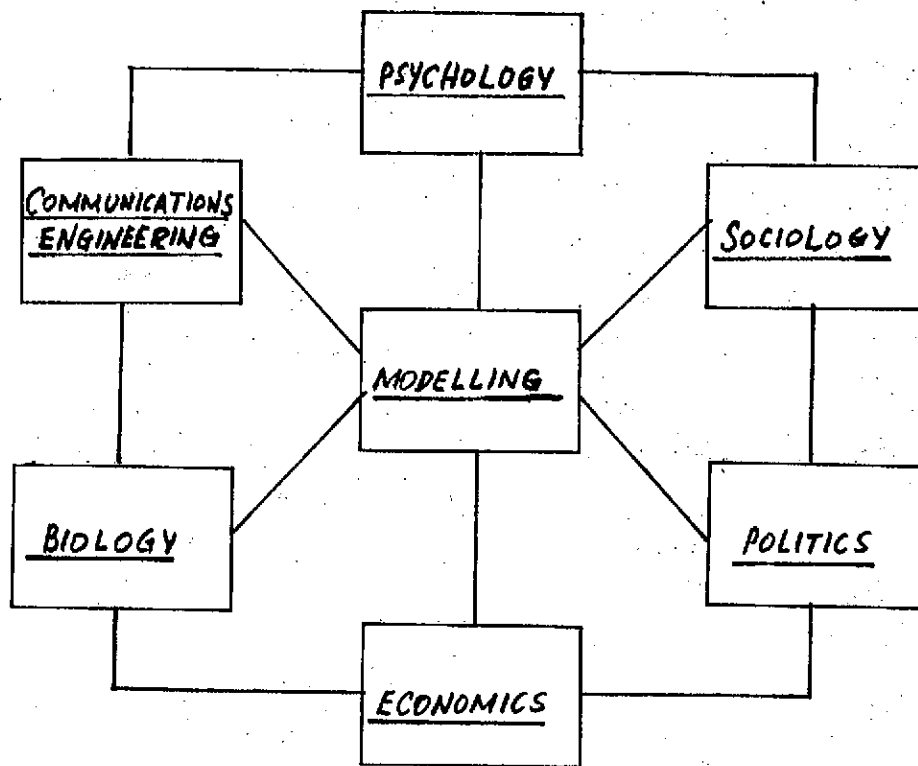 PSYCHOLOGY
COMMUNICATIONS
ENGINEERING
SOCIOLOGY
MODELLING
BIOLOGY
POLITICS
ECONOMICS